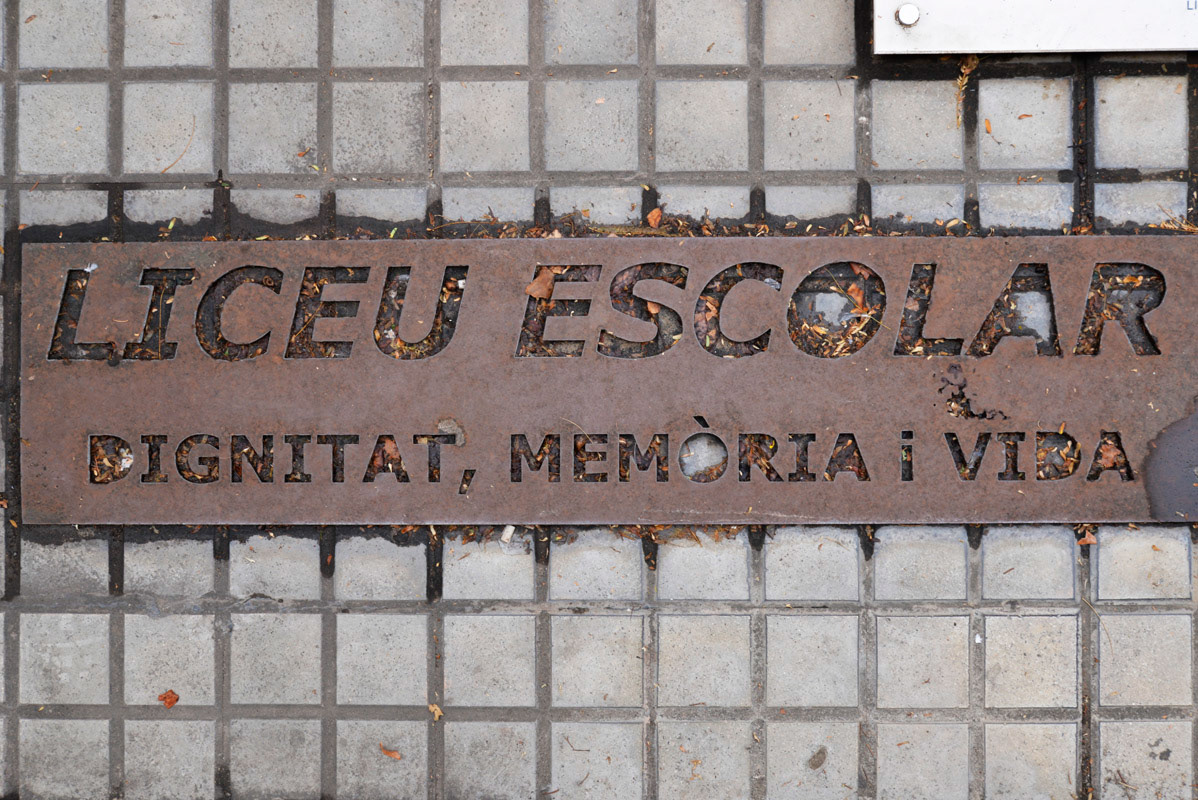 LICEU ESCOLAR
DIGNITAT, MEMÒRIA i VIDA